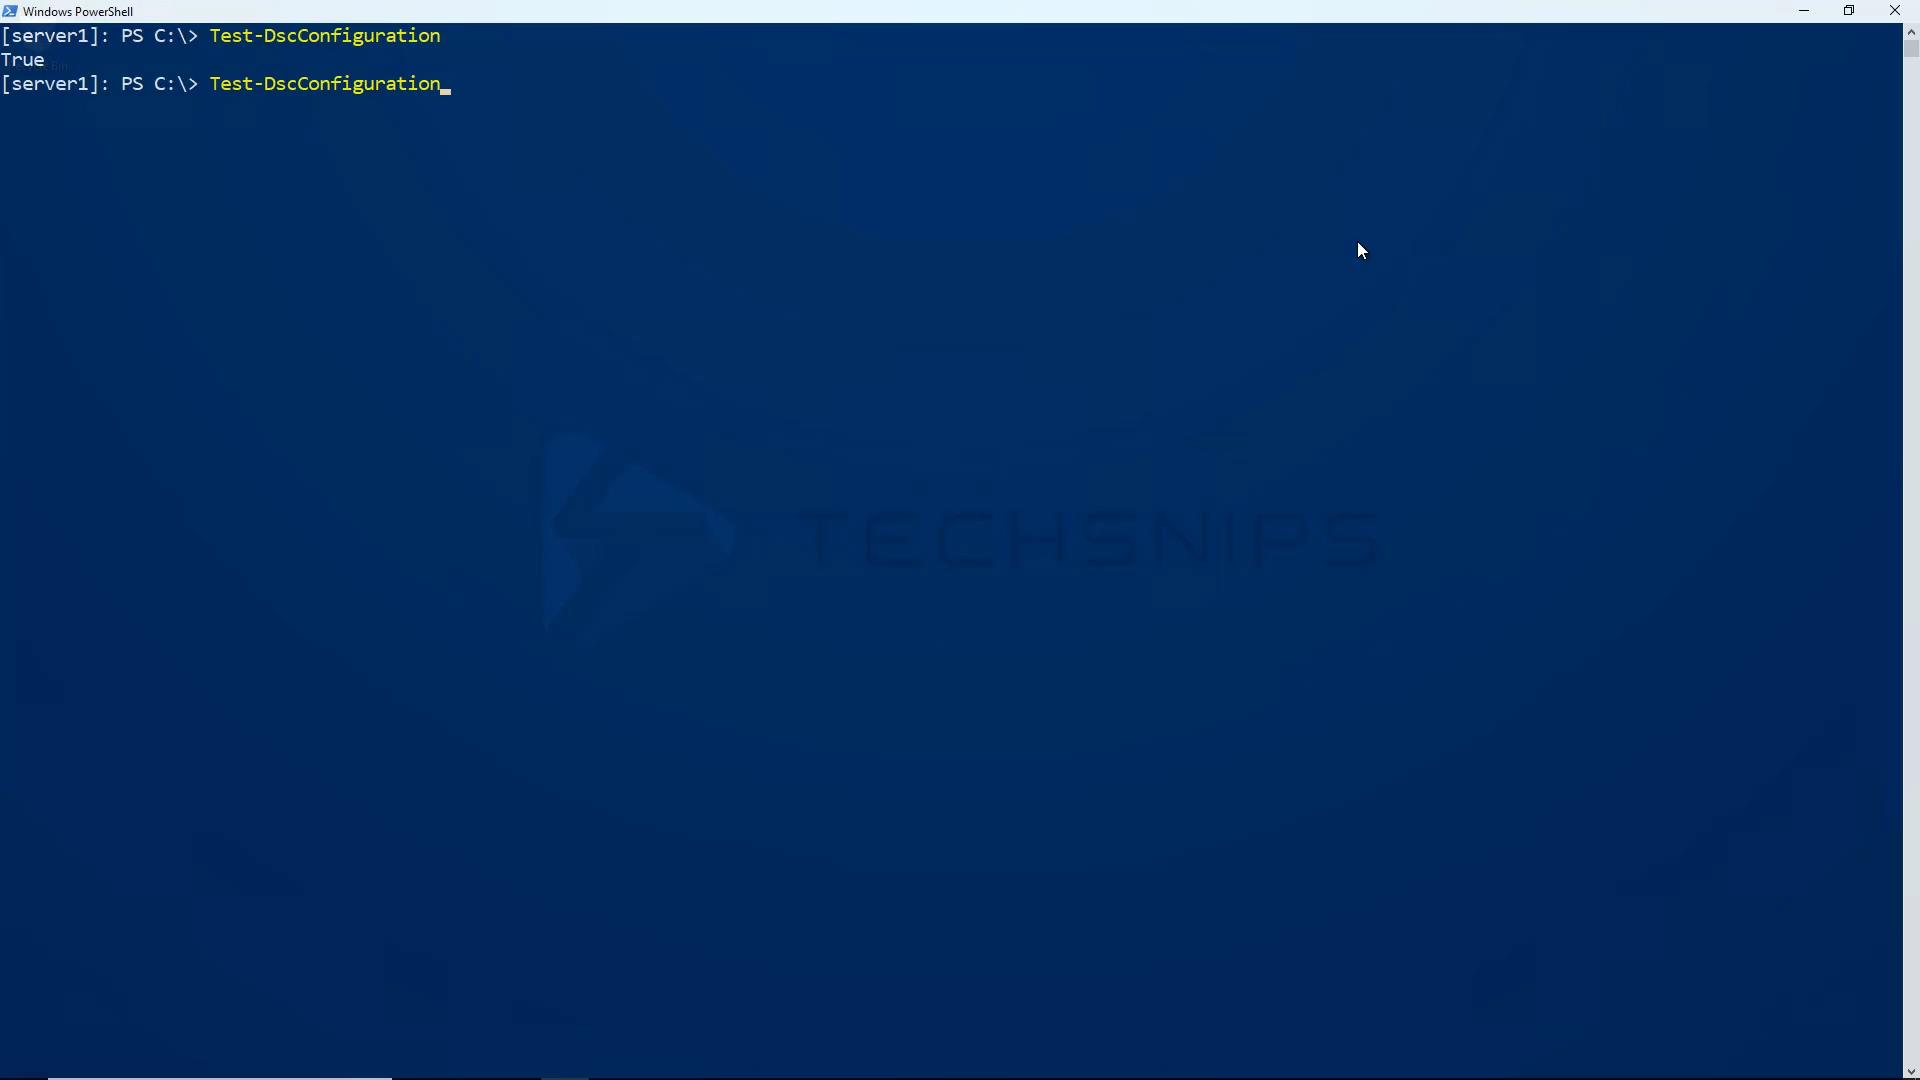 Windows PowerShell
[server1]: PS C:\> Test-DscConfiguration
True
[server1]: PS C:\> Test-DscConfiguration
TECHSNIPS